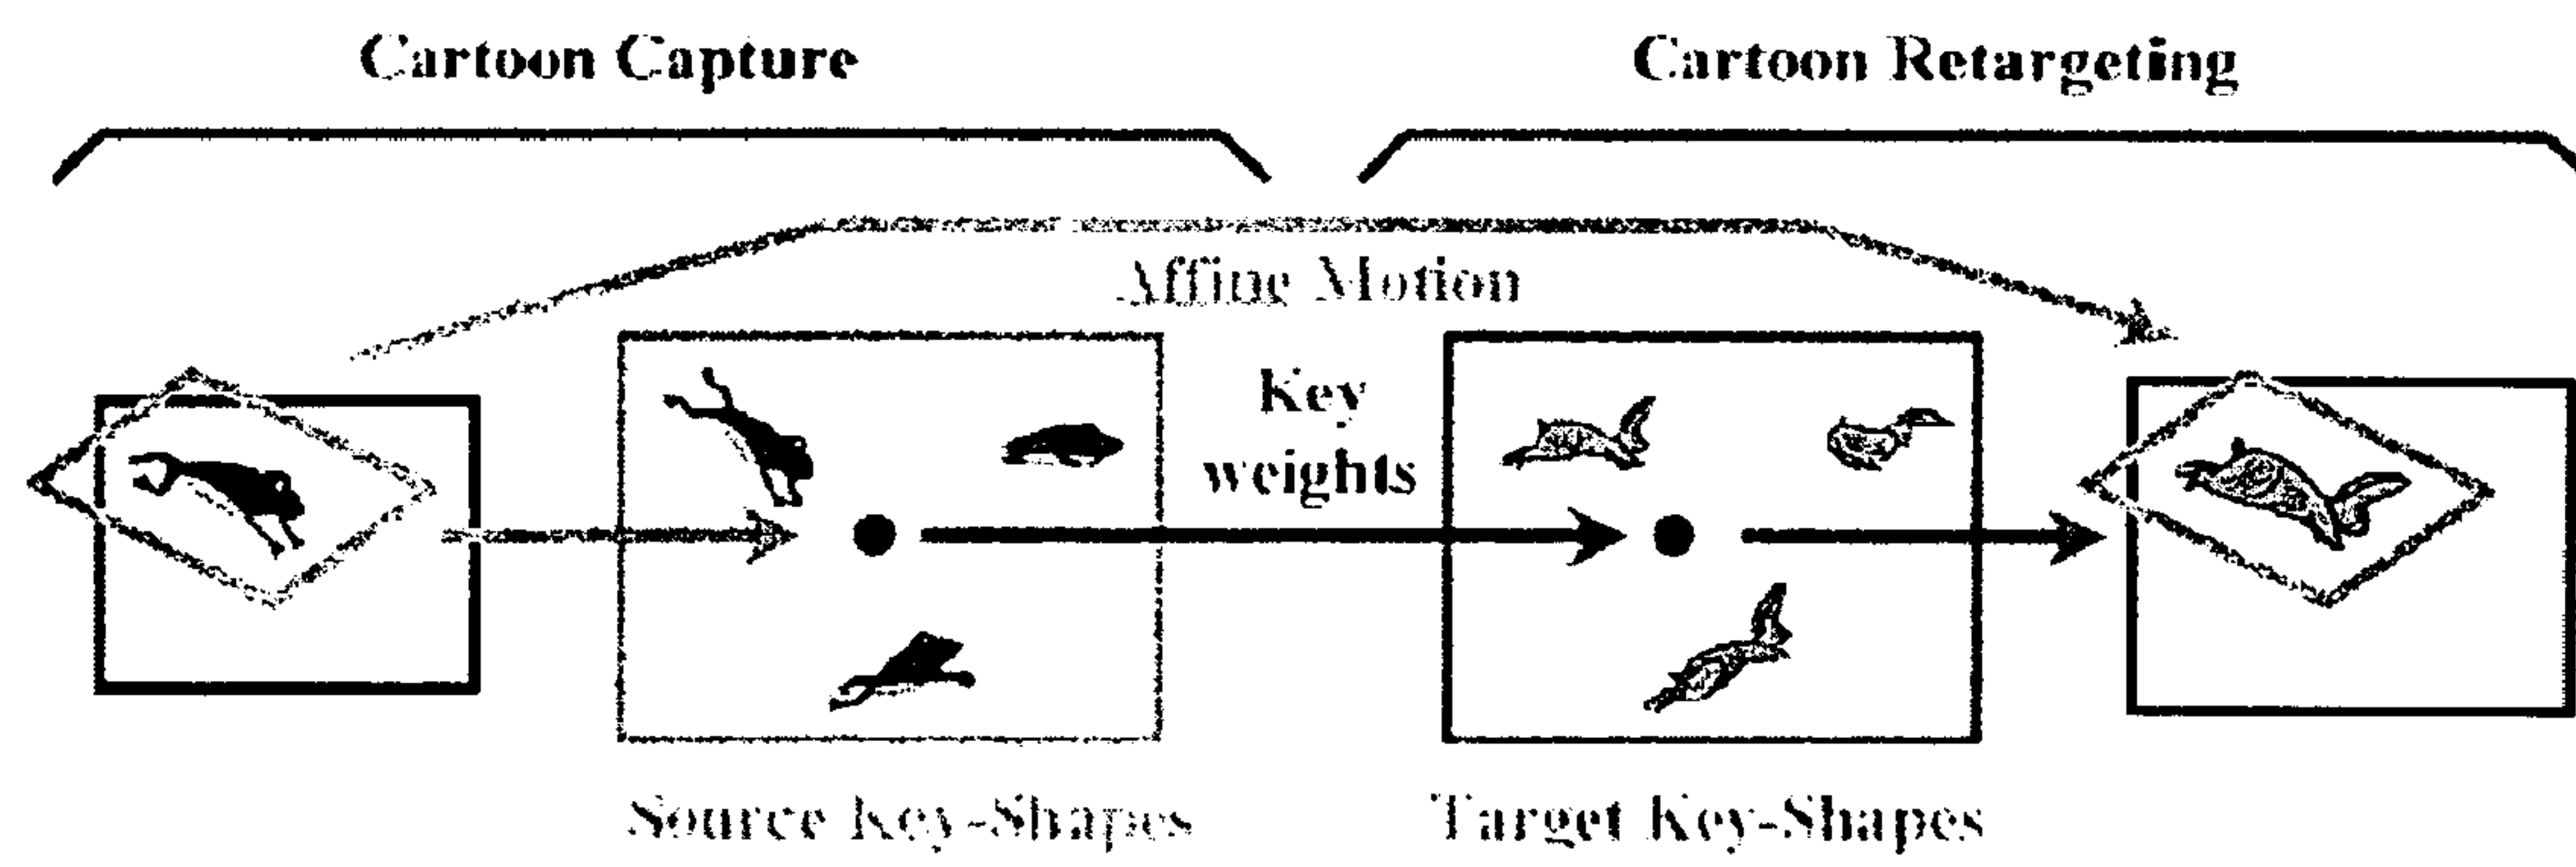 Cartoon Capture
Cartoon Retargeting
Affine Motion
Key
weights
Source Key-Shapes
Target Key-Shapes